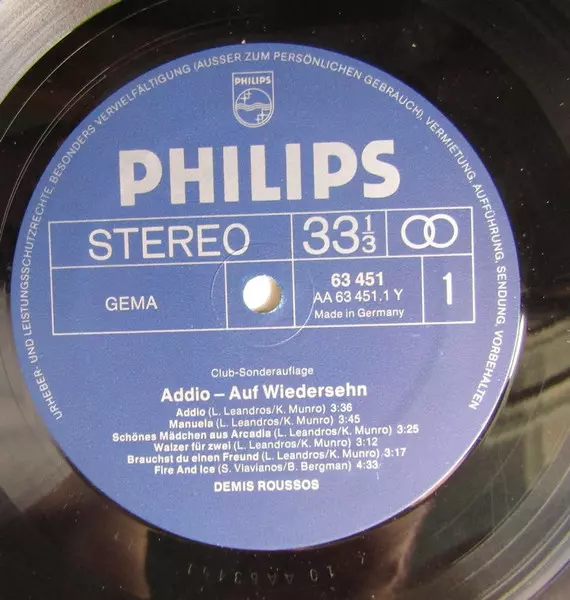 URHEBER- UND LEISTUNGSSCHUTZRECHTE, BESONDERS VERVIELFÄLTIGUNG (AUSSER ZUM PERSÖNLICHEN GEBRAUCH), VERMIETUNG, AUFFÜHRUNG, SENDUNG, VORBEHALTEN
PHILIPS
PHILIPS
STEREO
33 1/3
GEMA
63 451
AA 63 451.1 Y
Made in Germany
1
Club-Sonderauflage
Addio – Auf Wiedersehn
Addio (L. Leandros/K. Munro) 3:36
Manuela (L. Leandros/K. Munro) 3:45
Schönes Mädchen aus Arcadia (L. Leandros/K. Munro) 3:25
Walzer für zwei (L. Leandros/K. Munro) 3:12
Brauchst du einen Freund (L. Leandros/K. Munro) 3:17
Fire And Ice (S. Vlavianos/B. Bergman) 4:33
DEMIS ROUSSOS